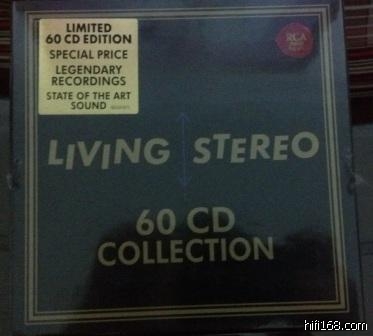 LIMITED
60 CD EDITION
SPECIAL PRICE
LEGENDARY
RECORDINGS
STATE OF THE ART
SOUND
RCA
LIVING STEREO
60 CD
COLLECTION
hifi168.com